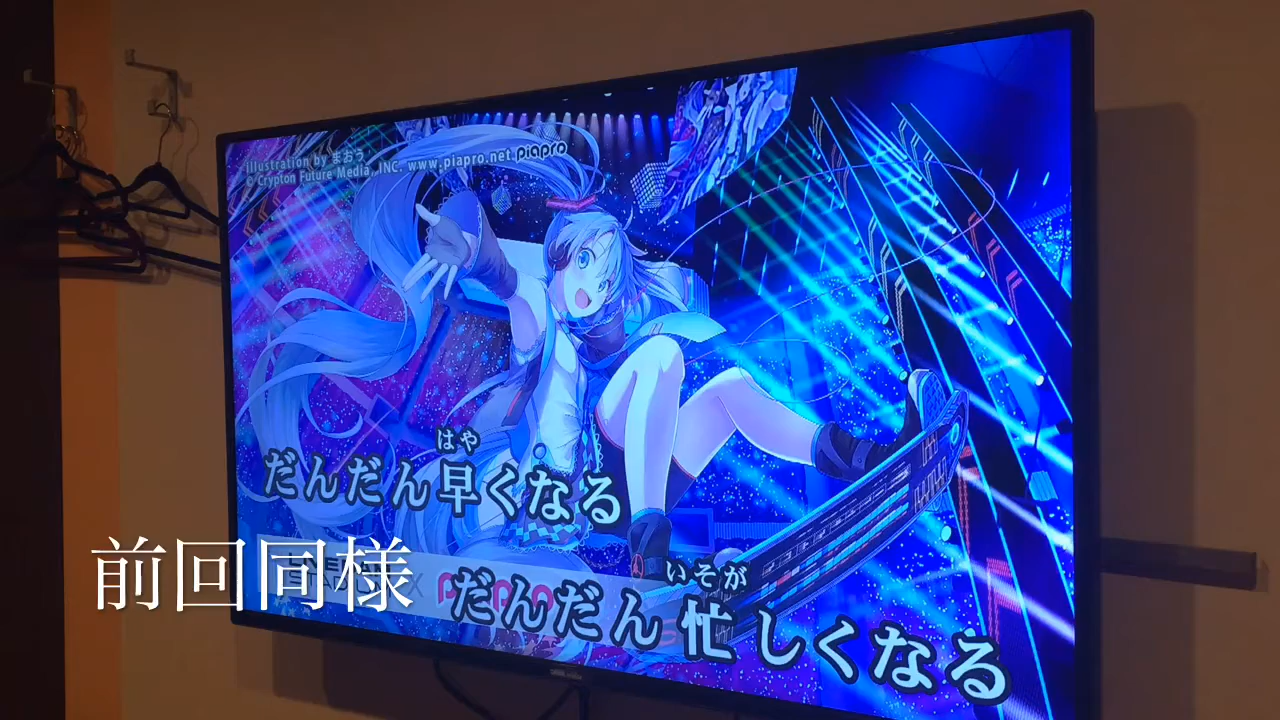 Illustration by まおう
© Crypton Future Media, INC. www.piapro.net piapro
はや
だんだん早くなる
前回同様
いそが
だんだん忙しくなる